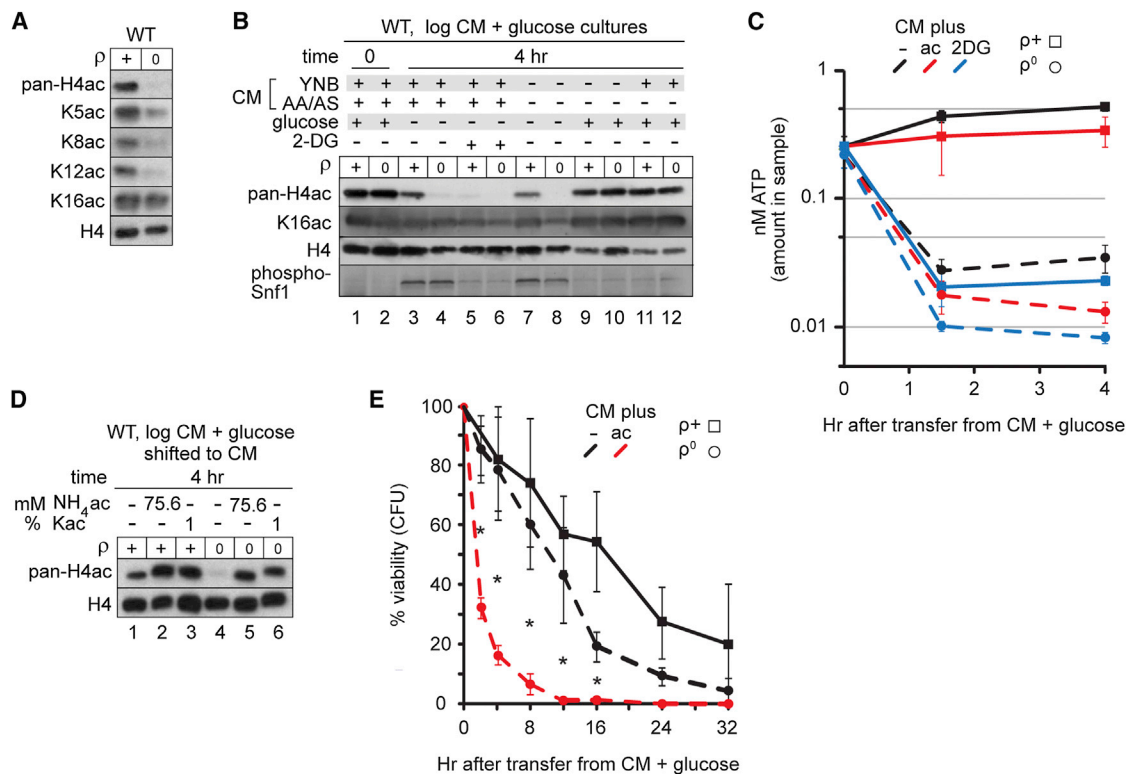 A
WT
ρ + 0
pan-H4ac
K5ac
K8ac
K12ac
K16ac
H4
B
WT, log CM + glucose cultures
time 0 4 hr
CM
YNB + + + + + + - - - - + +
AA/AS + + + + + + - - - - - -
glucose + + - - - - - - + + + +
2-DG - - - - + + - - - - - -
ρ + 0 + 0 + 0 + 0 + 0 + 0
pan-H4ac
K16ac
H4
phospho-
Snf1
1 2 3 4 5 6 7 8 9 10 11 12
C
CM plus
- ac 2DG
ρ+
ρ0
nM ATP
(amount in sample)
1
0.1
0.01
0 1 2 3 4
Hr after transfer from CM + glucose
D
WT, log CM + glucose
shifted to CM
time 4 hr
mM NH4ac - 75.6 - - 75.6 -
% Kac - - 1 - - 1
ρ + + + 0 0 0
pan-H4ac
H4
1 2 3 4 5 6
E
CM plus
- ac
ρ+
ρ0
% viability (CFU)
100
80
60
40
20
0
* * * * *
0 8 16 24 32
Hr after transfer from CM + glucose